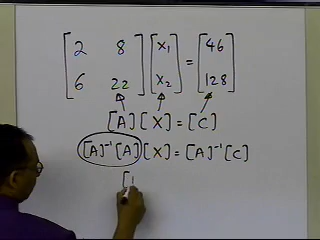 [2 8] [x₁] = [46]
[6 22] [x₂] = [128]
[A] [X] = [C]
[A]⁻¹ [A] [X] = [A]⁻¹ [C]
[I